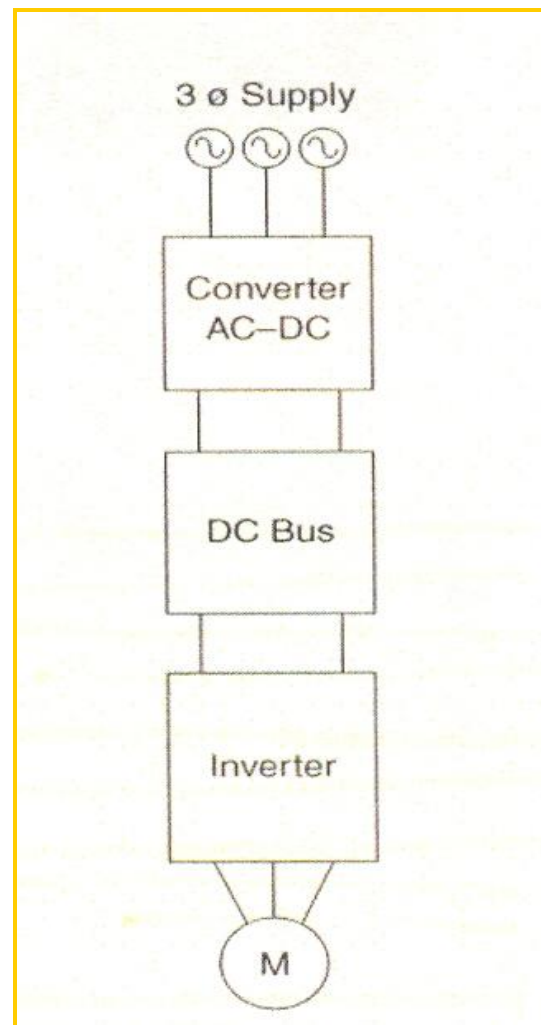 3 ø Supply
Converter
AC–DC
DC Bus
Inverter
M